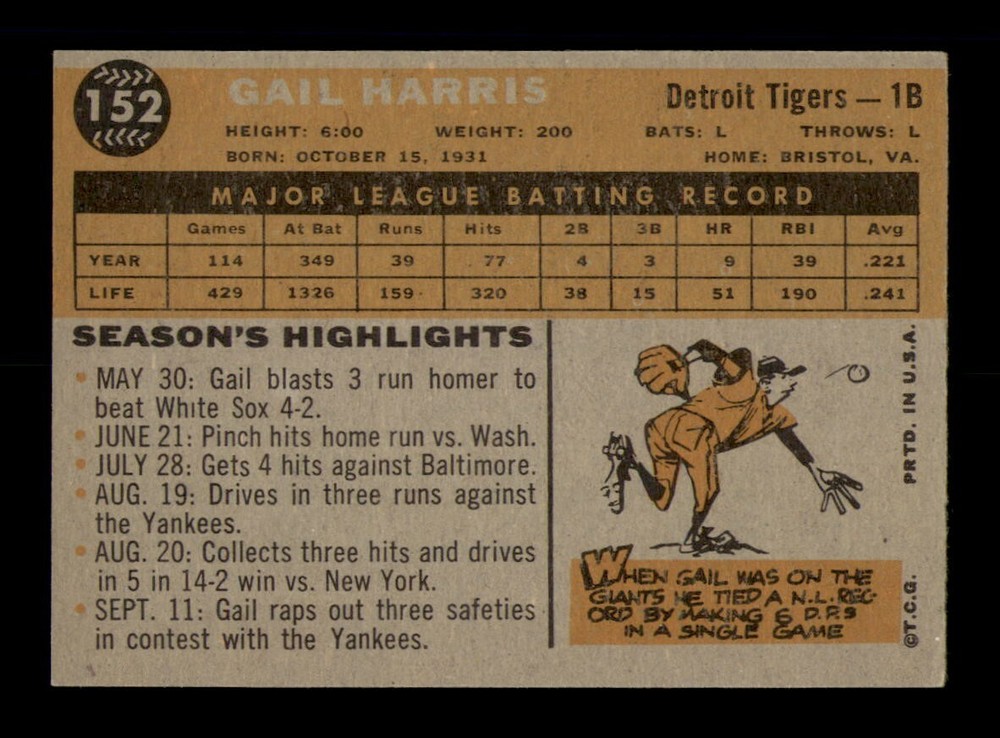 152
GAIL HARRIS
Detroit Tigers — 1B
HEIGHT: 6:00 WEIGHT: 200 BATS: L THROWS: L
BORN: OCTOBER 15, 1931 HOME: BRISTOL, VA.
MAJOR LEAGUE BATTING RECORD
Games At Bat Runs Hits 2B 3B HR RBI Avg
YEAR 114 349 39 77 4 3 9 39 .221
LIFE 429 1326 159 320 38 15 51 190 .241
SEASON'S HIGHLIGHTS
• MAY 30: Gail blasts 3 run homer to
beat White Sox 4-2.
• JUNE 21: Pinch hits home run vs. Wash.
• JULY 28: Gets 4 hits against Baltimore.
• AUG. 19: Drives in three runs against
the Yankees.
• AUG. 20: Collects three hits and drives
in 5 in 14-2 win vs. New York.
• SEPT. 11: Gail raps out three safeties
in contest with the Yankees.
WHEN GAIL WAS ON THE
GIANTS HE TIED A N.L. REC-
ORD BY MAKING 6 D.P.S
IN A SINGLE GAME
©T.C.G. PRTD. IN U.S.A.